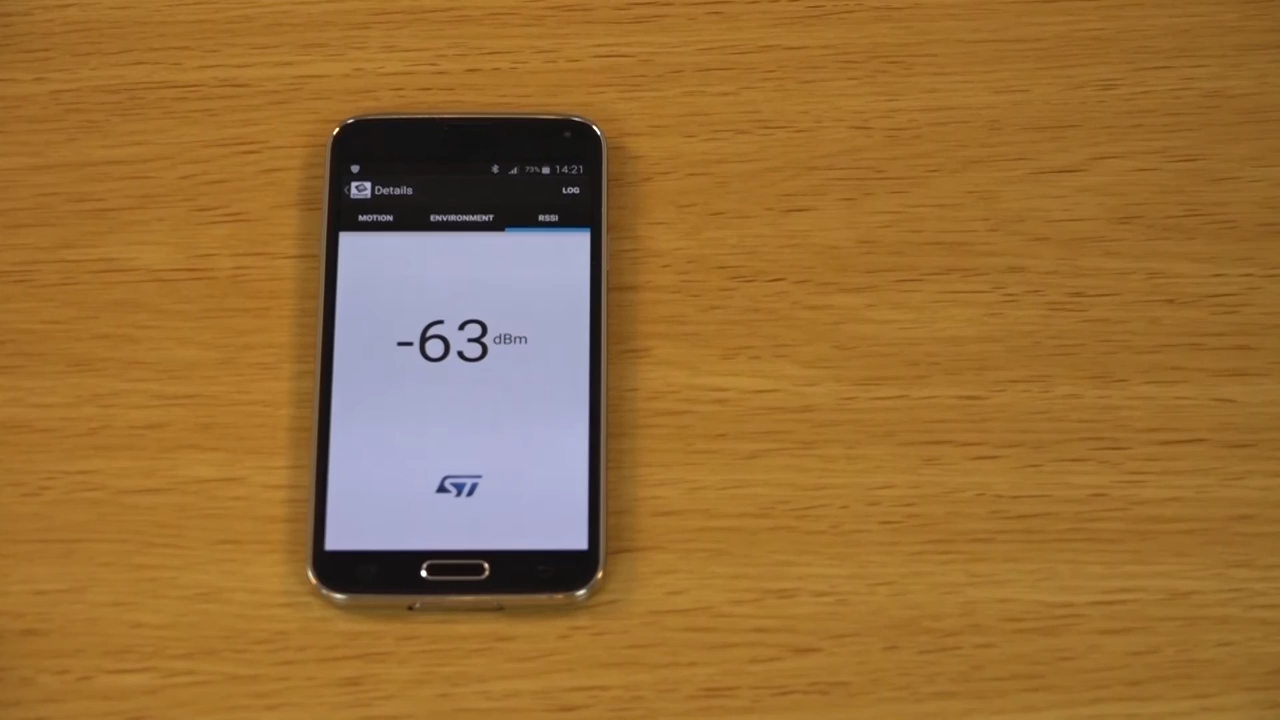 73% 14:21
Details LOG
MOTION ENVIRONMENT RSSI
-63 dBm
ST